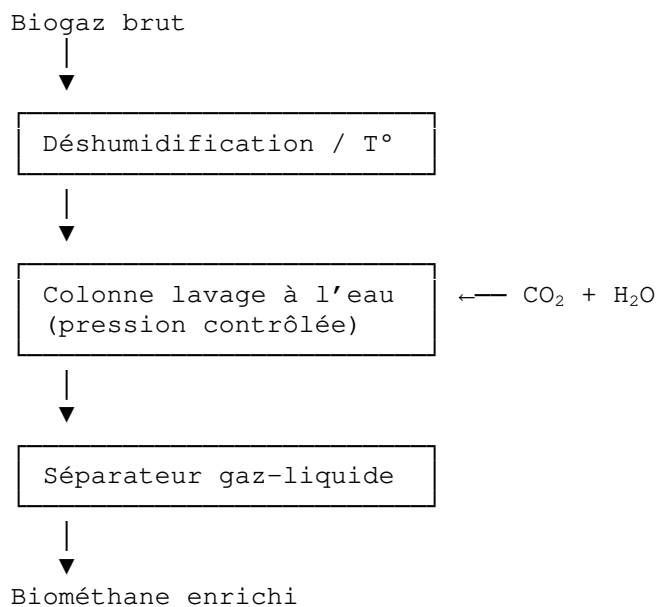 Biogaz brut
Déshumidification / T°
Colonne lavage à l’eau ←── CO₂ + H₂O
(pression contrôlée)
Séparateur gaz-liquide
Biométhane enrichi